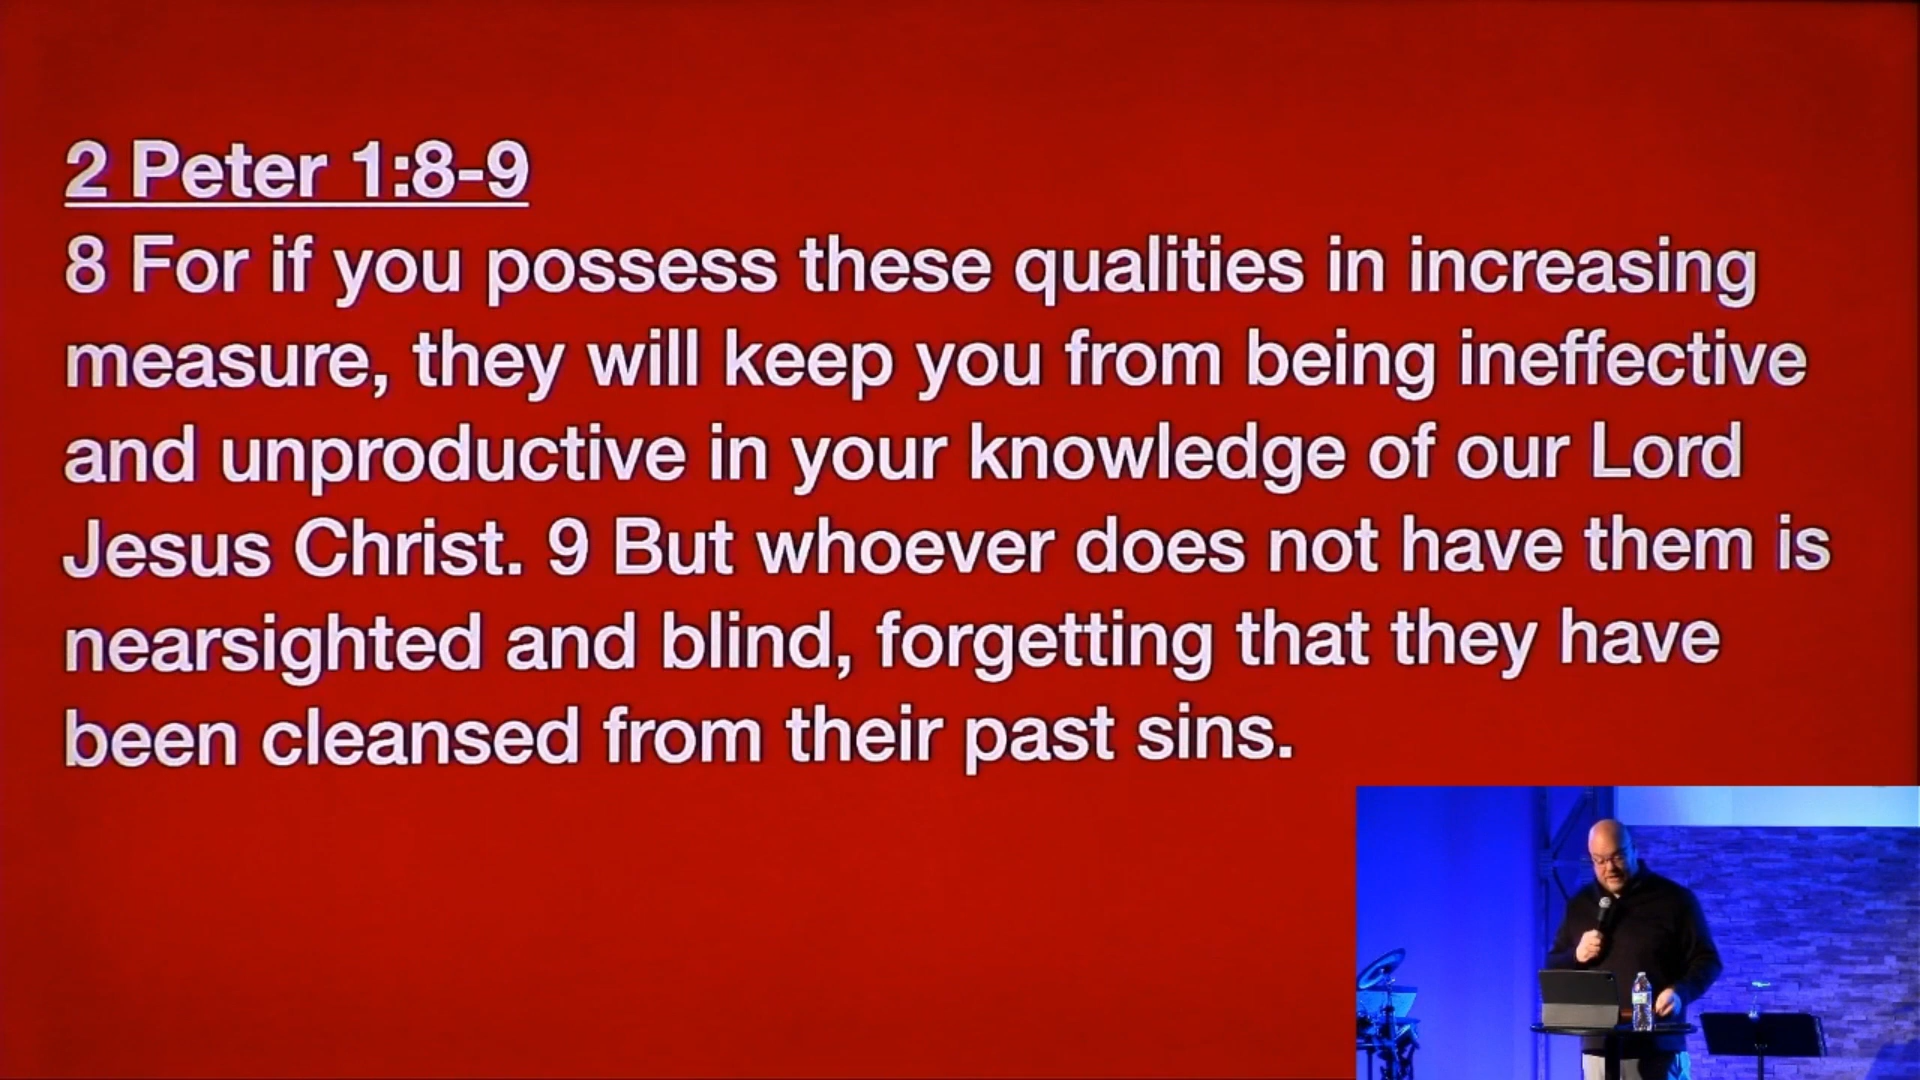 2 Peter 1:8-9
8 For if you possess these qualities in increasing
measure, they will keep you from being ineffective
and unproductive in your knowledge of our Lord
Jesus Christ. 9 But whoever does not have them is
nearsighted and blind, forgetting that they have
been cleansed from their past sins.